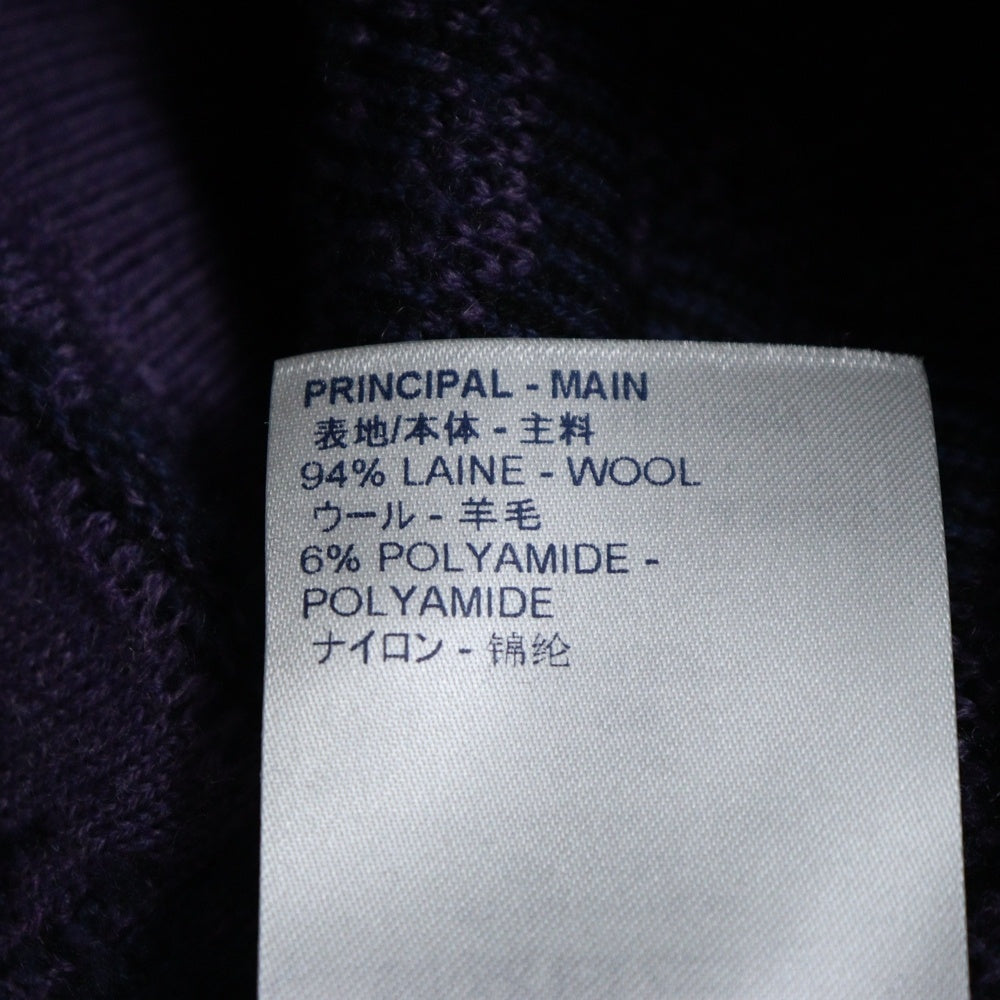 PRINCIPAL - MAIN
表地/本体 - 主料
94% LAINE - WOOL
ウール - 羊毛
6% POLYAMIDE -
POLYAMIDE
ナイロン - 锦纶